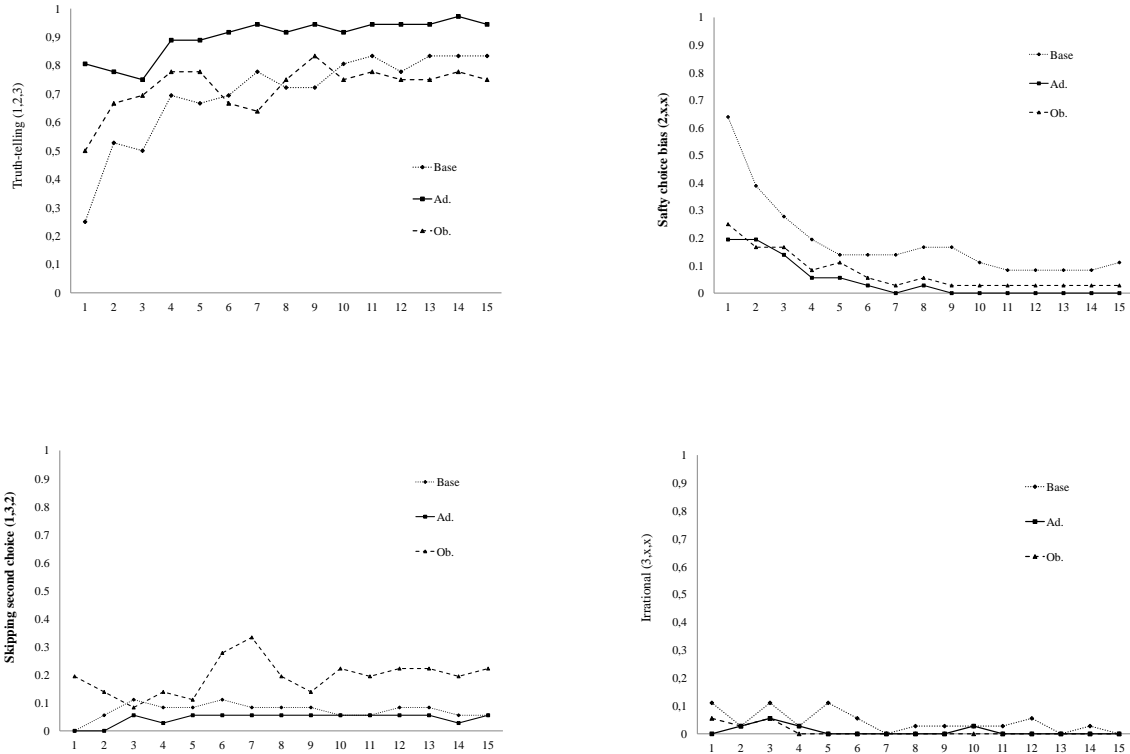 Truth-telling (1,2,3)
1
0,9
0,8
0,7
0,6
0,5
0,4
0,3
0,2
0,1
0
1 2 3 4 5 6 7 8 9 10 11 12 13 14 15
Base
Ad.
Ob.
Safty choice bias (2,x,x)
1
0.9
0.8
0.7
0.6
0.5
0.4
0.3
0.2
0.1
0
1 2 3 4 5 6 7 8 9 10 11 12 13 14 15
Base
Ad.
Ob.
Skipping second choice (1,3,2)
1
0.9
0.8
0.7
0.6
0.5
0.4
0.3
0.2
0.1
0
1 2 3 4 5 6 7 8 9 10 11 12 13 14 15
Base
Ad.
Ob.
Irrational (3,x,x)
1
0,9
0,8
0,7
0,6
0,5
0,4
0,3
0,2
0,1
0
1 2 3 4 5 6 7 8 9 10 11 12 13 14 15
Base
Ad.
Ob.